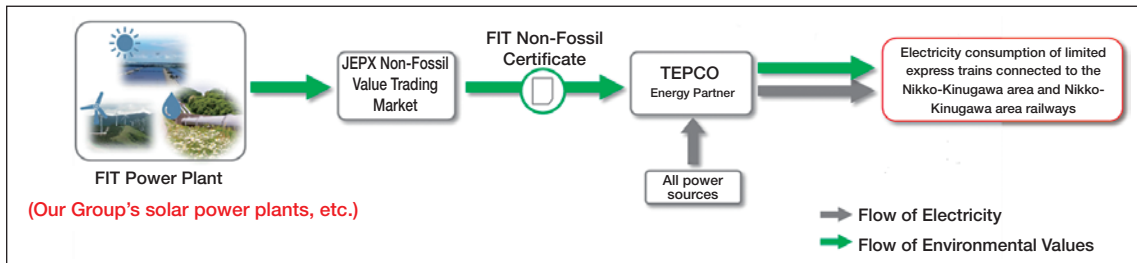 FIT Power Plant
(Our Group's solar power plants, etc.)
JEPX Non-Fossil
Value Trading
Market
FIT Non-Fossil
Certificate
TEPCO
Energy Partner
All power
sources
Electricity consumption of limited
express trains connected to the
Nikko-Kinugawa area and Nikko-
Kinugawa area railways
Flow of Electricity
Flow of Environmental Values